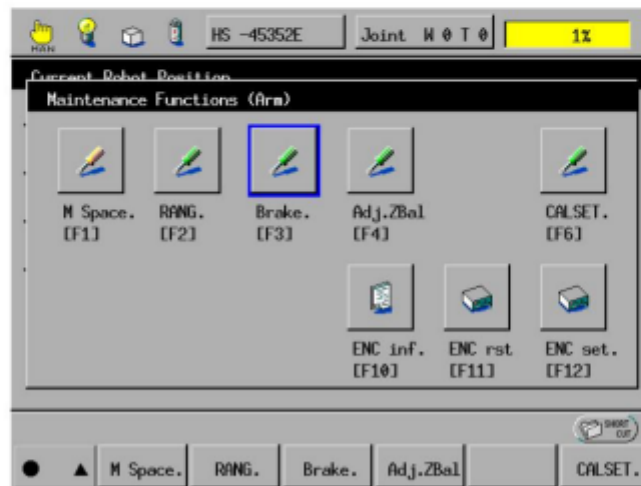 MAN
HS -45352E
Joint W 0 T 0
1%
Current Robot Position
Maintenance Functions (Arm)
M Space. RANG. Brake. Adj.ZBal CALSET.
[F1] [F2] [F3] [F4] [F6]
ENC inf. ENC rst ENC set.
[F10] [F11] [F12]
SHORT
CUT
M Space. RANG. Brake. Adj.ZBal CALSET.